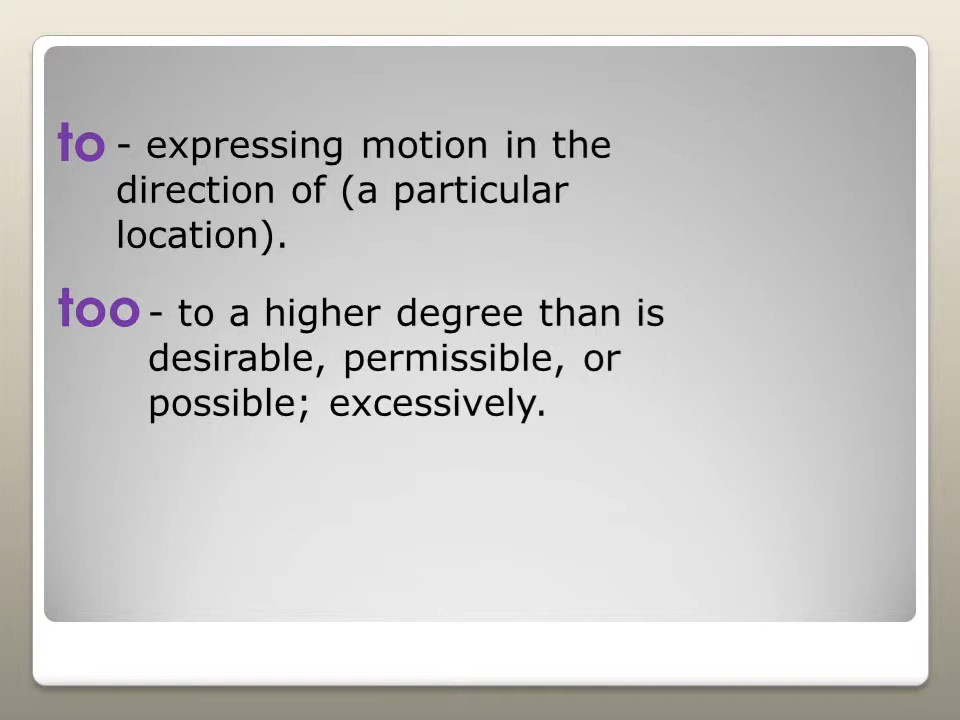 to - expressing motion in the
direction of (a particular
location).
too - to a higher degree than is
desirable, permissible, or
possible; excessively.